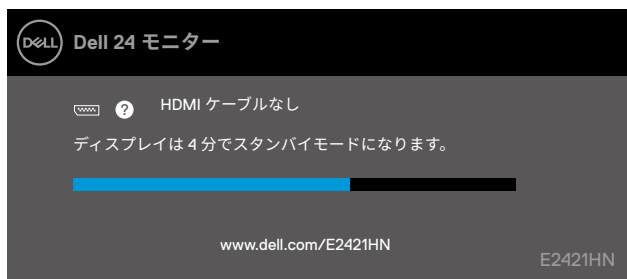 DELL
Dell 24 モニター
? HDMI ケーブルなし
ディスプレイは 4 分でスタンバイモードになります。
www.dell.com/E2421HN
E2421HN